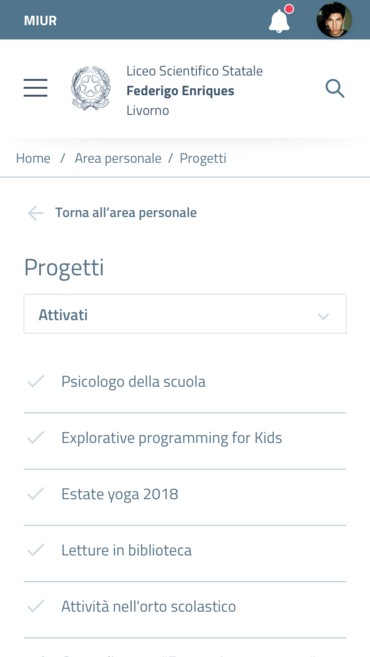 MIUR
Liceo Scientifico Statale
Federigo Enriques
Livorno
Home / Area personale / Progetti
Torna all’area personale
Progetti
Attivati
Psicologo della scuola
Explorative programming for Kids
Estate yoga 2018
Letture in biblioteca
Attività nell'orto scolastico